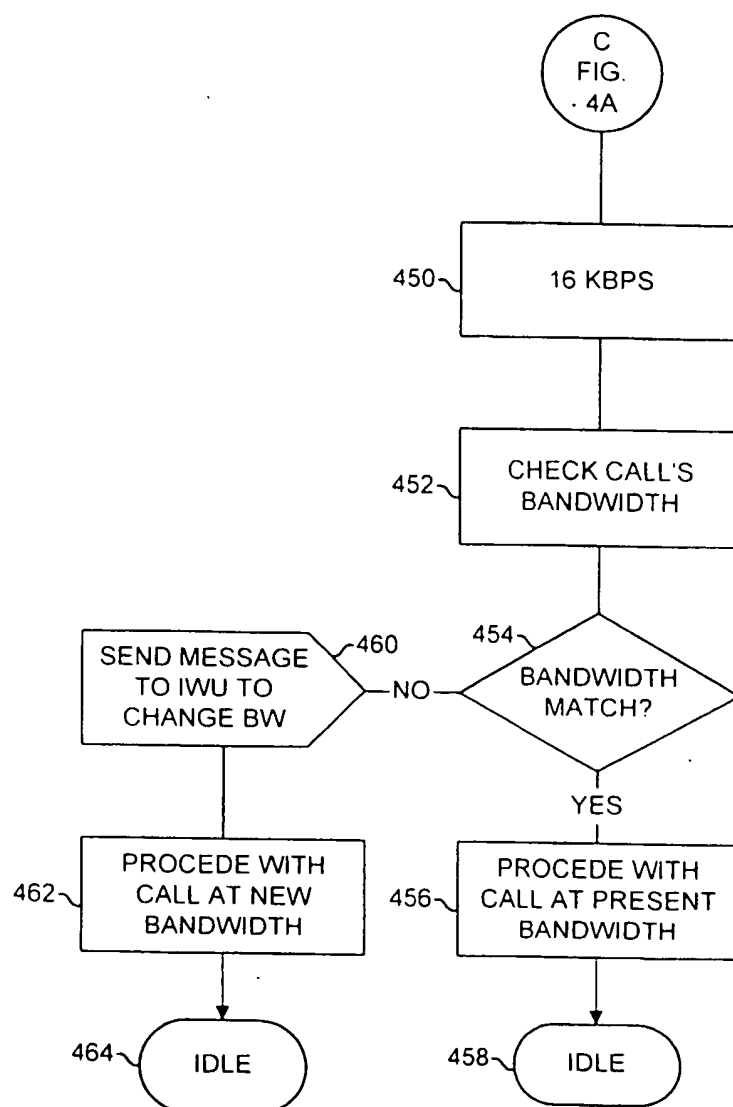 C
FIG.
4A
450
16 KBPS
452
CHECK CALL'S
BANDWIDTH
460
SEND MESSAGE
TO IWU TO
CHANGE BW
NO
454
BANDWIDTH
MATCH?
YES
462
PROCEDE WITH
CALL AT NEW
BANDWIDTH
456
PROCEDE WITH
CALL AT PRESENT
BANDWIDTH
464
IDLE
458
IDLE